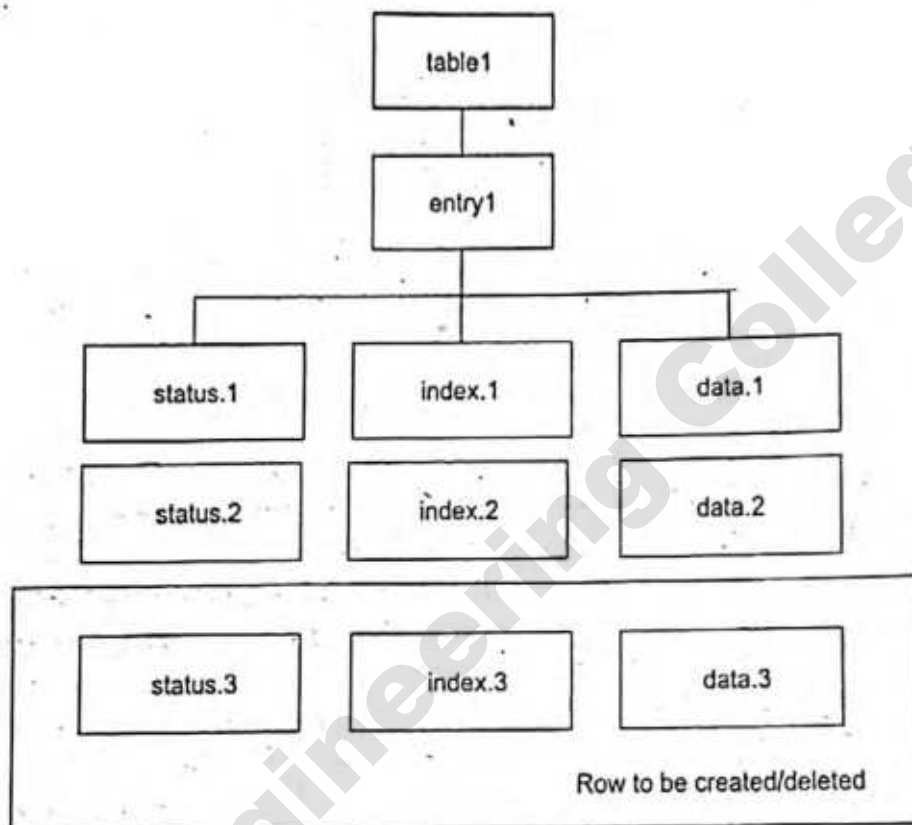 table1
entry1
status.1 index.1 data.1
status.2 index.2 data.2
status.3 index.3 data.3
Row to be created/deleted